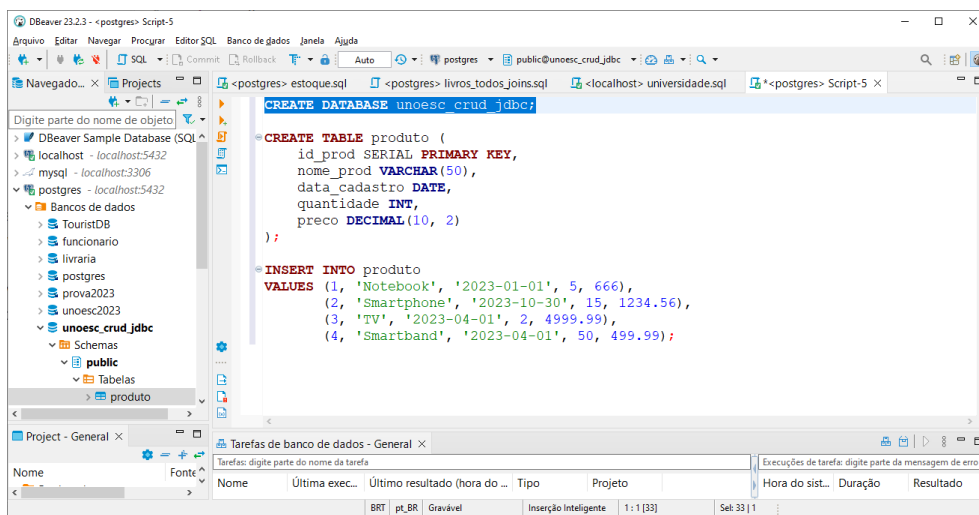 DBeaver 23.2.3 - <postgres> Script-5
Arquivo Editar Navegar Procurar Editor SQL Banco de dados Janela Ajuda
SQL Commit Rollback Auto postgres public@unoesc_crud_jdbc
Navegado... Projects <postgres> estoque.sql <postgres> livros_todos_joins.sql <localhost> universidade.sql *<postgres> Script-5
Digite parte do nome de objeto
DBeaver Sample Database (SQL
localhost - localhost:5432
mysql - localhost:3306
postgres - localhost:5432
Bancos de dados
TouristDB
funcionario
livraria
postgres
prova2023
unoesc2023
unoesc_crud_jdbc
Schemas
public
Tabelas
produto
CREATE DATABASE unoesc_crud_jdbc;
CREATE TABLE produto (
id_prod SERIAL PRIMARY KEY,
nome_prod VARCHAR(50),
data_cadastro DATE,
quantidade INT,
preco DECIMAL(10, 2)
);
INSERT INTO produto
VALUES (1, 'Notebook', '2023-01-01', 5, 666),
(2, 'Smartphone', '2023-10-30', 15, 1234.56),
(3, 'TV', '2023-04-01', 2, 4999.99),
(4, 'Smartband', '2023-04-01', 50, 499.99);
Project - General
Nome Fonte
Tarefas de banco de dados - General
Tarefas: digite parte do nome da tarefa
Nome Última exec... Último resultado (hora do ... Tipo Projeto
Execuções de tarefa: digite parte da mensagem de erro
Hora do sist... Duração Resultado
BRT pt_BR Gravável Inserção Inteligente 1 : 1 [33] Sel: 33 | 1